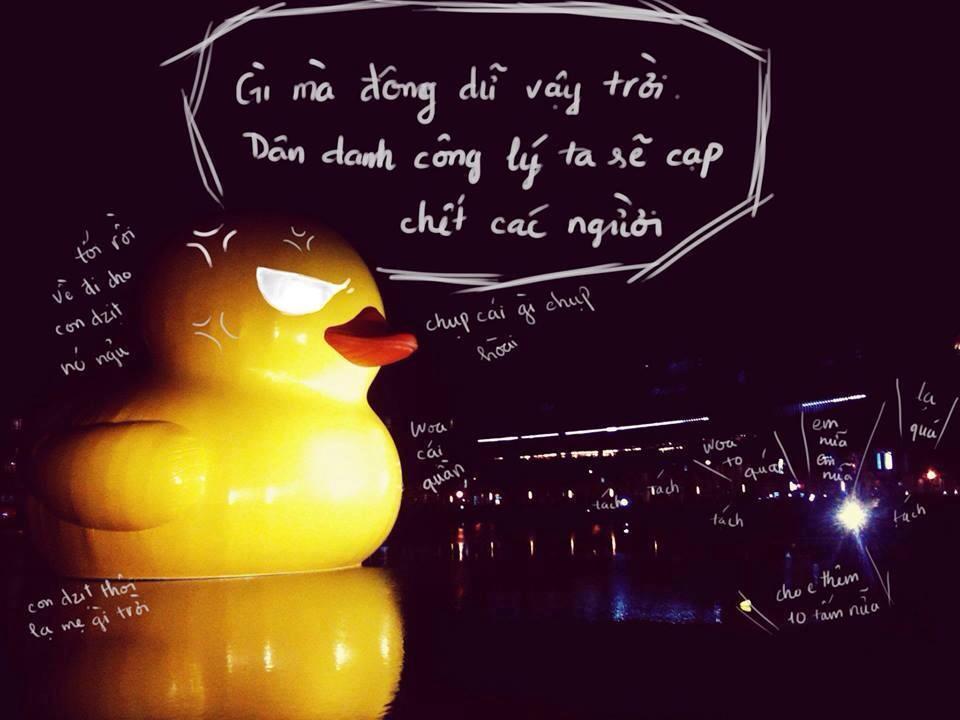 Gì mà đông dữ vậy trời.
Dân danh công lý ta sẽ cạp
chết các người
tối rồi
về đi cho
con dzịt
nó ngủ
chụp cái gì chụp
hoài
woa
cái
quần
tách
tách
woa
to
quá
em
nữa
em
nữa
lạ
quá
tách
tách
cho c thêm
10 tấm nữa
con dzịt thôi
lạ mẹ gì trời